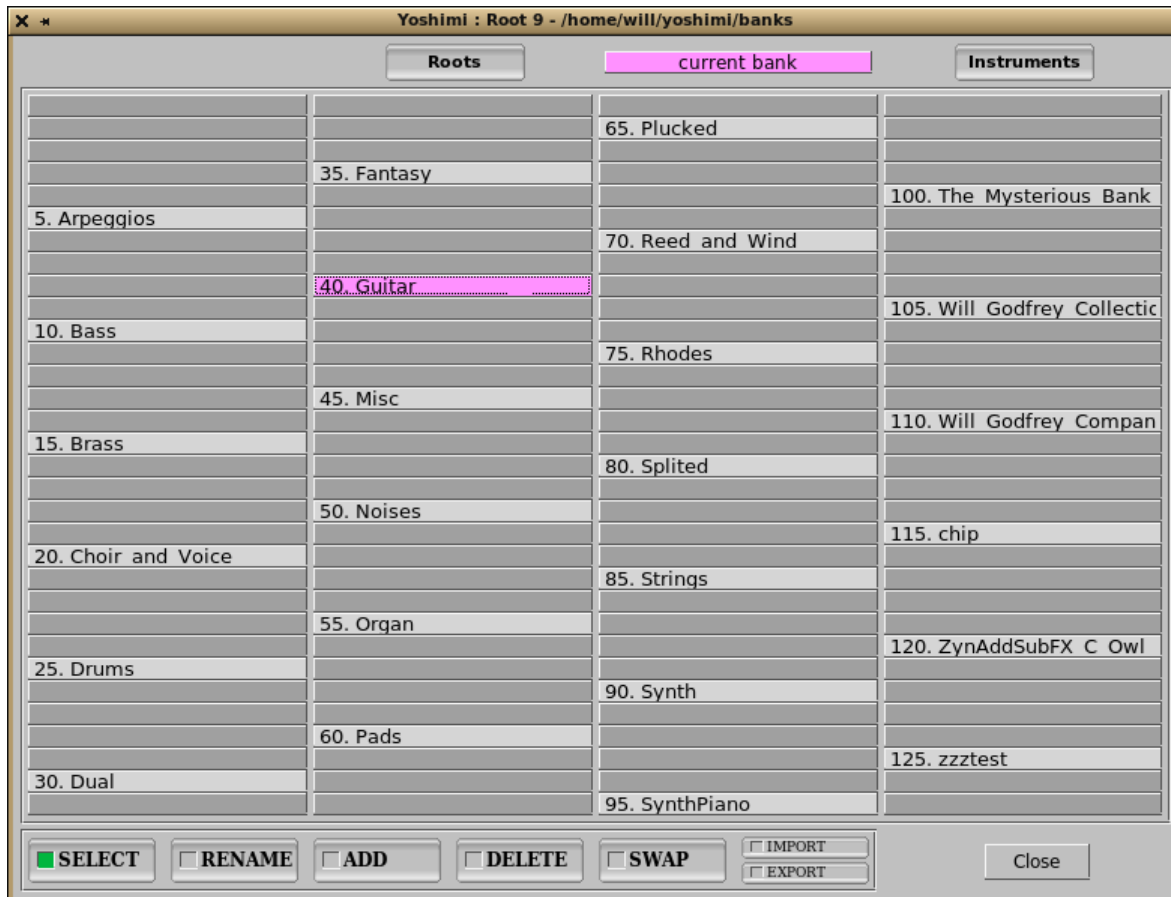 Yoshimi : Root 9 - /home/will/yoshimi/banks
Roots
current bank
Instruments
5. Arpeggios
10. Bass
15. Brass
20. Choir and Voice
25. Drums
30. Dual
35. Fantasy
40. Guitar
45. Misc
50. Noises
55. Organ
60. Pads
65. Plucked
70. Reed and Wind
75. Rhodes
80. Splited
85. Strings
90. Synth
95. SynthPiano
100. The Mysterious Bank
105. Will Godfrey Collectic
110. Will Godfrey Compan
115. chip
120. ZynAddSubFX C Owl
125. zzztest
SELECT
RENAME
ADD
DELETE
SWAP
IMPORT
EXPORT
Close